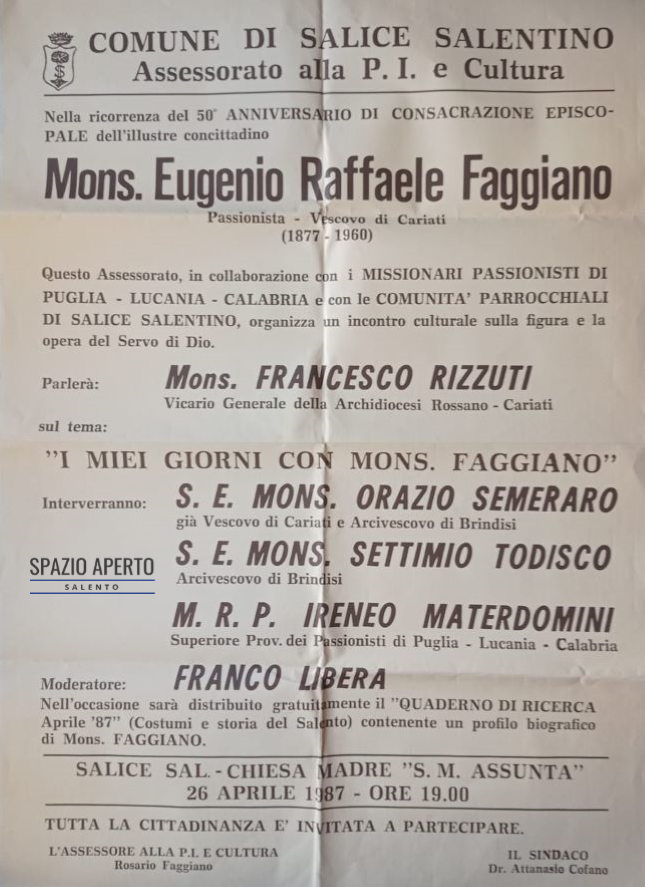 COMUNE DI SALICE SALENTINO
Assessorato alla P. I. e Cultura
Nella ricorrenza del 50° ANNIVERSARIO DI CONSACRAZIONE EPISCO-
PALE dell'illustre concittadino
Mons. Eugenio Raffaele Faggiano
Passionista - Vescovo di Cariati
(1877 - 1960)
Questo Assessorato, in collaborazione con i MISSIONARI PASSIONISTI DI
PUGLIA - LUCANIA - CALABRIA e con le COMUNITA' PARROCCHIALI
DI SALICE SALENTINO, organizza un incontro culturale sulla figura e la
opera del Servo di Dio.
Parlerà: Mons. FRANCESCO RIZZUTI
Vicario Generale della Archidiocesi Rossano - Cariati
sul tema:
"I MIEI GIORNI CON MONS. FAGGIANO"
Interverranno: S. E. MONS. ORAZIO SEMERARO
già Vescovo di Cariati e Arcivescovo di Brindisi
S. E. MONS. SETTIMIO TODISCO
Arcivescovo di Brindisi
SPAZIO APERTO
SALENTO
M. R. P. IRENEO MATERDOMINI
Superiore Prov. dei Passionisti di Puglia - Lucania - Calabria
Moderatore: FRANCO LIBERA
Nell'occasione sarà distribuito gratuitamente il "QUADERNO DI RICERCA
Aprile '87" (Costumi e storia del Salento) contenente un profilo biografico
di Mons. FAGGIANO.
SALICE SAL. - CHIESA MADRE "S. M. ASSUNTA"
26 APRILE 1987 - ORE 19.00
TUTTA LA CITTADINANZA E' INVITATA A PARTECIPARE.
L'ASSESSORE ALLA P.I. E CULTURA
Rosario Faggiano
IL SINDACO
Dr. Attanasio Cofano